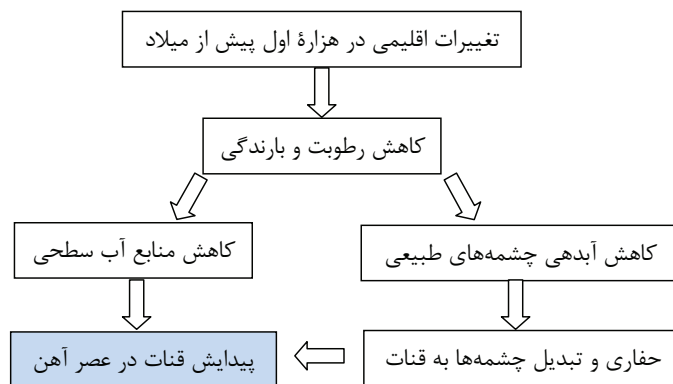 تغییرات اقلیمی در هزارۀ اول پیش از میلاد
کاهش رطوبت و بارندگی
کاهش آبدهی چشمه‌های طبیعی
کاهش منابع آب سطحی
حفاری و تبدیل چشمه‌ها به قنات
پیدایش قنات در عصر آهن